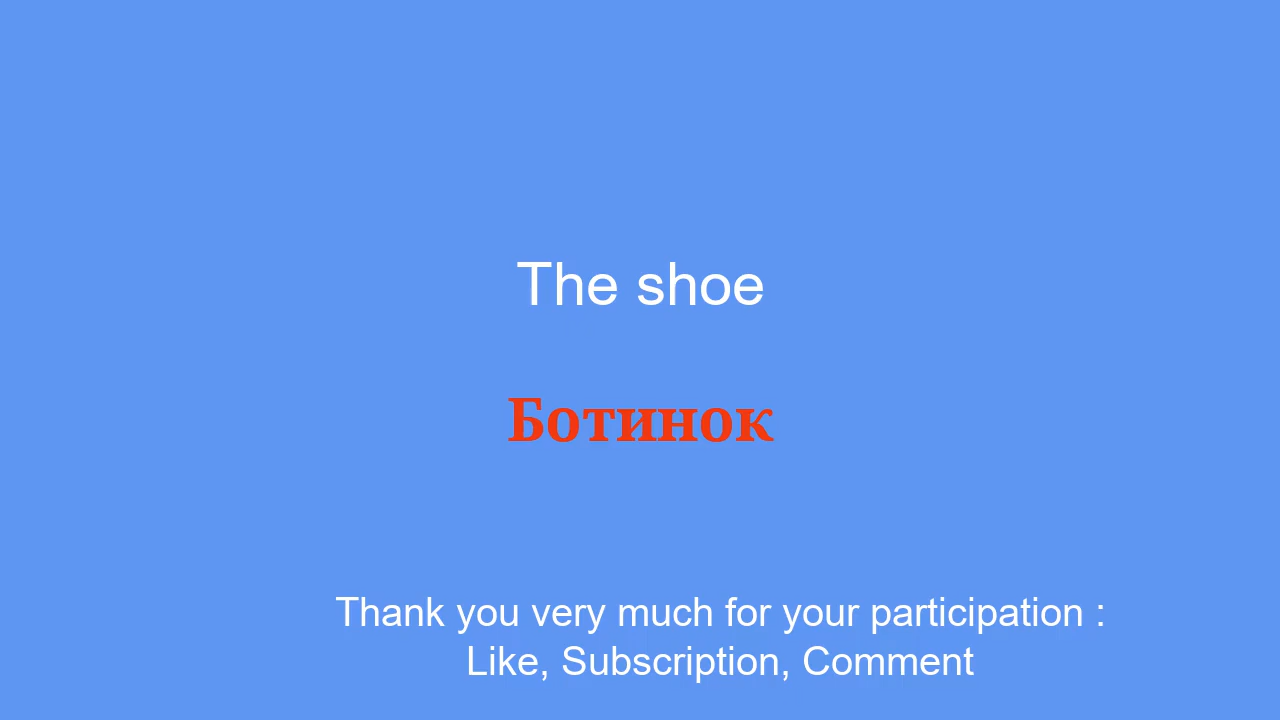 The shoe
Ботинок
Thank you very much for your participation :
Like, Subscription, Comment